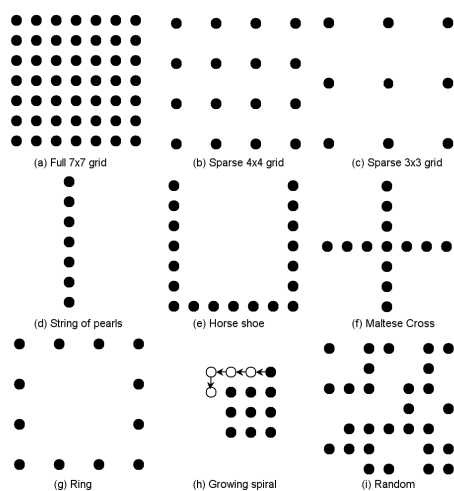 (a) Full 7x7 grid
(b) Sparse 4x4 grid
(c) Sparse 3x3 grid
(d) String of pearls
(e) Horse shoe
(f) Maltese Cross
(g) Ring
(h) Growing spiral
(i) Random